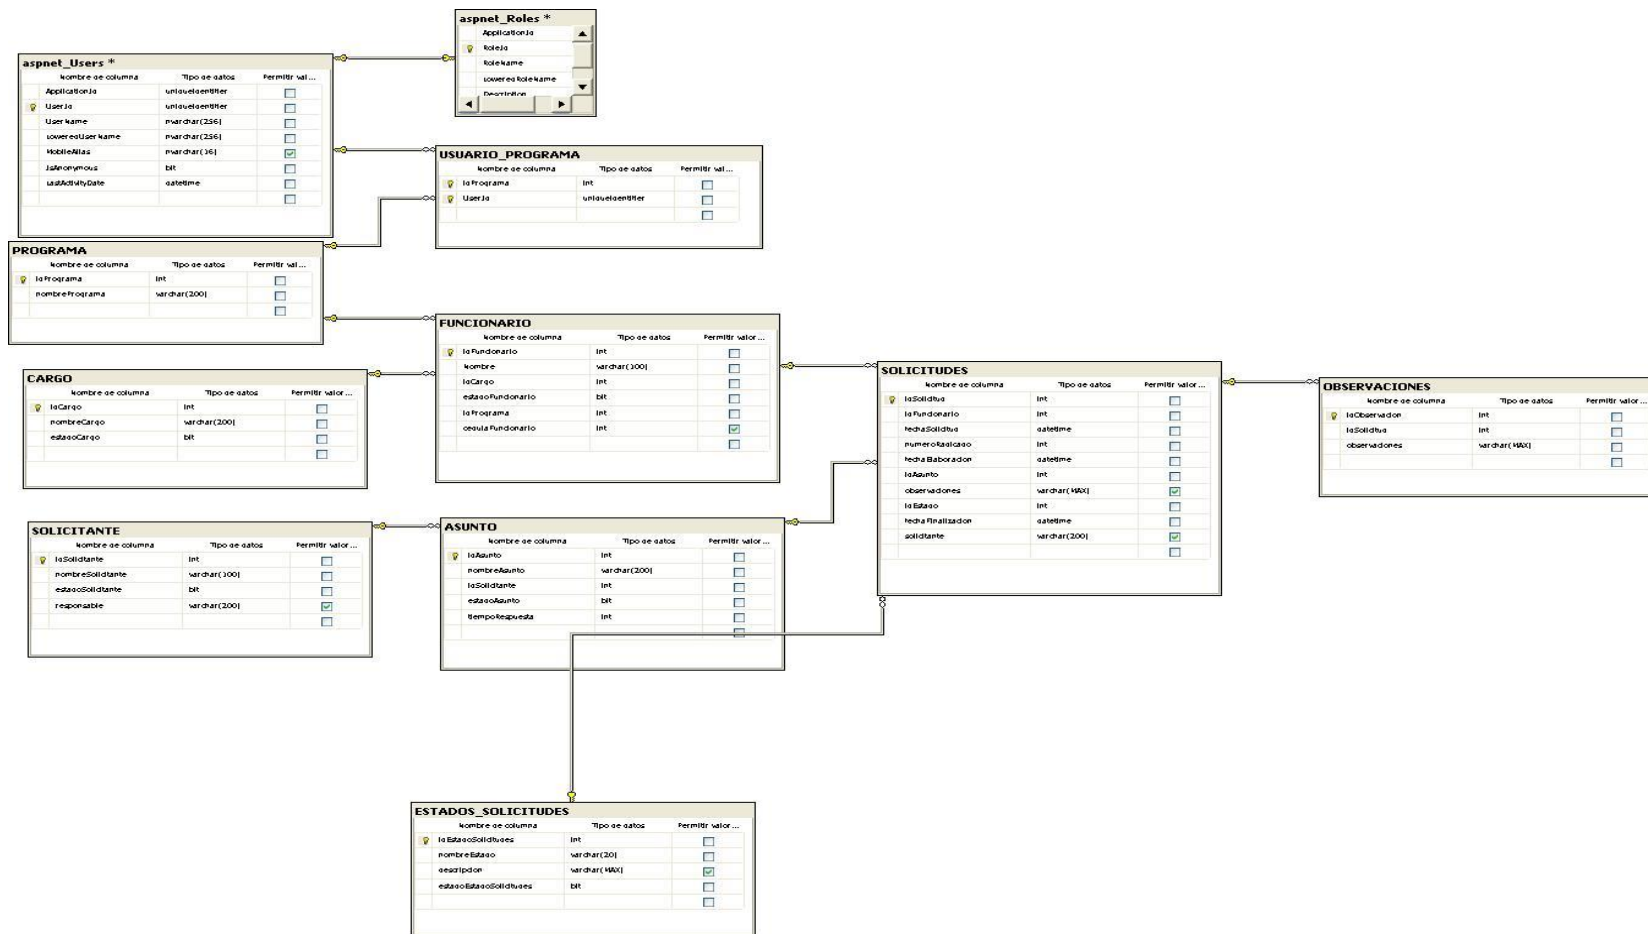 aspnet_Roles *
ApplicationId
RoleId
RoleName
LoweredRoleName
Description
aspnet_Users *
Nombre de columna Tipo de datos Permitir val...
ApplicationId uniqueidentifier
UserId uniqueidentifier
UserName nvarchar(256)
LoweredUserName nvarchar(256)
MobileAlias nvarchar(16)
IsAnonymous bit
LastActivityDate datetime
USUARIO_PROGRAMA
Nombre de columna Tipo de datos Permitir val...
idPrograma int
UserId uniqueidentifier
PROGRAMA
Nombre de columna Tipo de datos Permitir val...
idPrograma int
nombrePrograma varchar(200)
FUNCIONARIO
Nombre de columna Tipo de datos Permitir valor ...
idFuncionario int
Nombre varchar(100)
idCargo int
estadoFuncionario bit
idPrograma int
cedulaFuncionario int
CARGO
Nombre de columna Tipo de datos Permitir valor ...
idCargo int
nombreCargo varchar(200)
estadoCargo bit
SOLICITUDES
Nombre de columna Tipo de datos Permitir valor ...
idSolicitud int
idFuncionario int
fechaSolicitud datetime
numeroRadicado int
fechaElaboracion datetime
idAsunto int
observaciones varchar(MAX)
idEstado int
fechaFinalizacion datetime
solicitante varchar(200)
OBSERVACIONES
Nombre de columna Tipo de datos Permitir valor ...
idObservacion int
idSolicitud int
observaciones varchar(MAX)
SOLICITANTE
Nombre de columna Tipo de datos Permitir valor ...
idSolicitante int
nombreSolicitante varchar(100)
estadoSolicitante bit
responsable varchar(200)
ASUNTO
Nombre de columna Tipo de datos Permitir valor ...
idAsunto int
nombreAsunto varchar(200)
idSolicitante int
estadoAsunto bit
tiempoRespuesta int
ESTADOS_SOLICITUDES
Nombre de columna Tipo de datos Permitir valor ...
idEstadoSolicitudes int
nombreEstado varchar(20)
descripcion varchar(MAX)
estadoEstadoSolicitudes bit